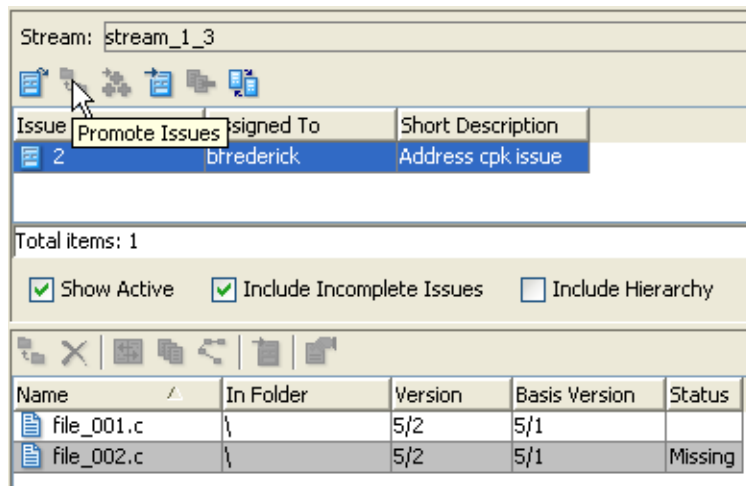 Stream: stream_1_3
Issue ssigned To Short Description
Promote Issues
2 bfrederick Address cpk issue
Total items: 1
Show Active Include Incomplete Issues Include Hierarchy
Name In Folder Version Basis Version Status
file_001.c \ 5/2 5/1
file_002.c \ 5/2 5/1 Missing